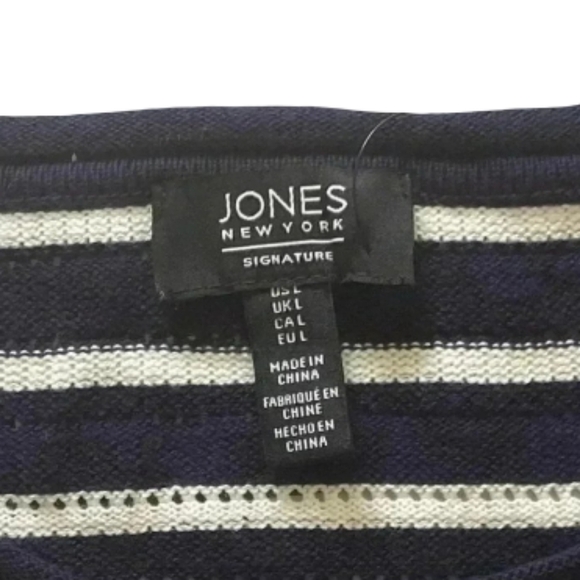 JONES
NEW YORK
SIGNATURE
US L
UK L
CA L
EU L
MADE IN
CHINA
FABRIQUÉ EN
CHINE
HECHO EN
CHINA